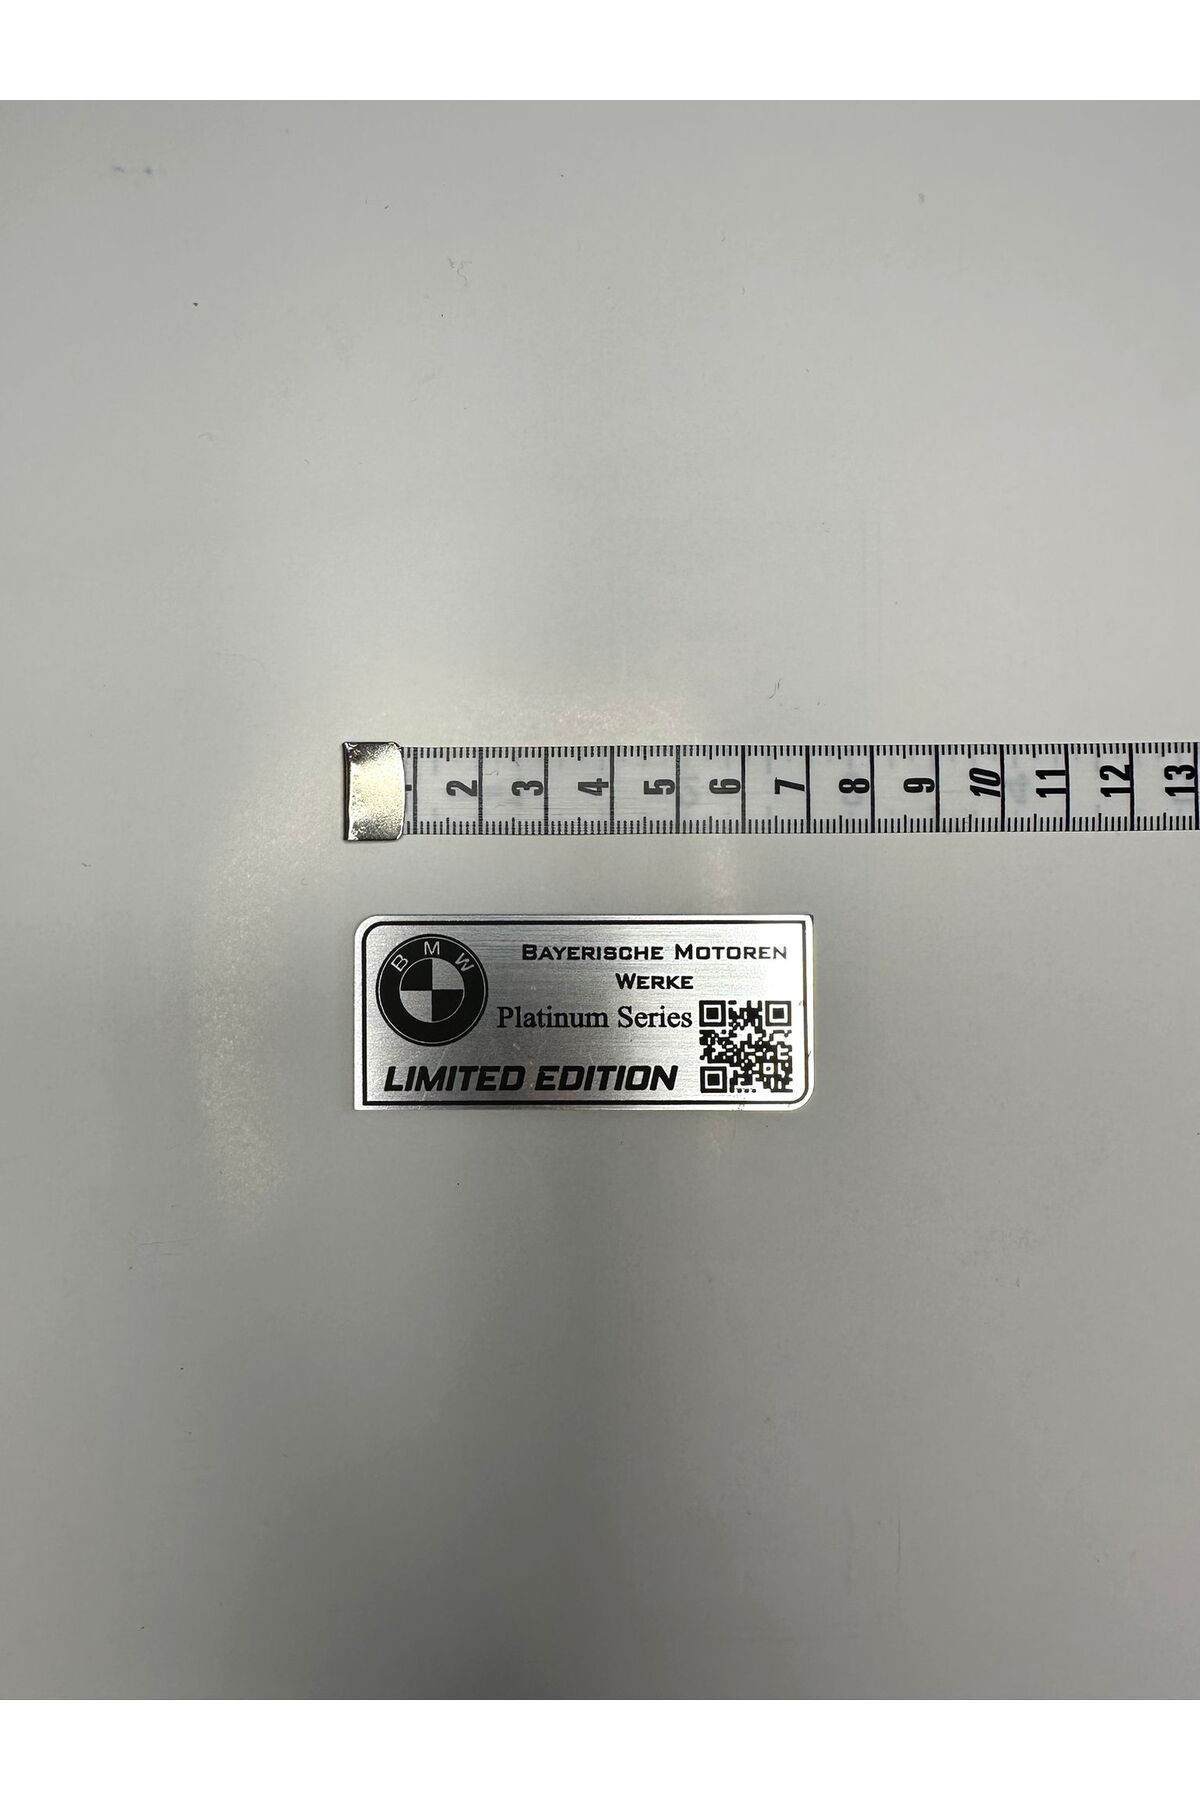 2 3 4 5 6 7 8 9 10 11 12 13
BMW
BAYERISCHE MOTOREN
WERKE
Platinum Series
LIMITED EDITION